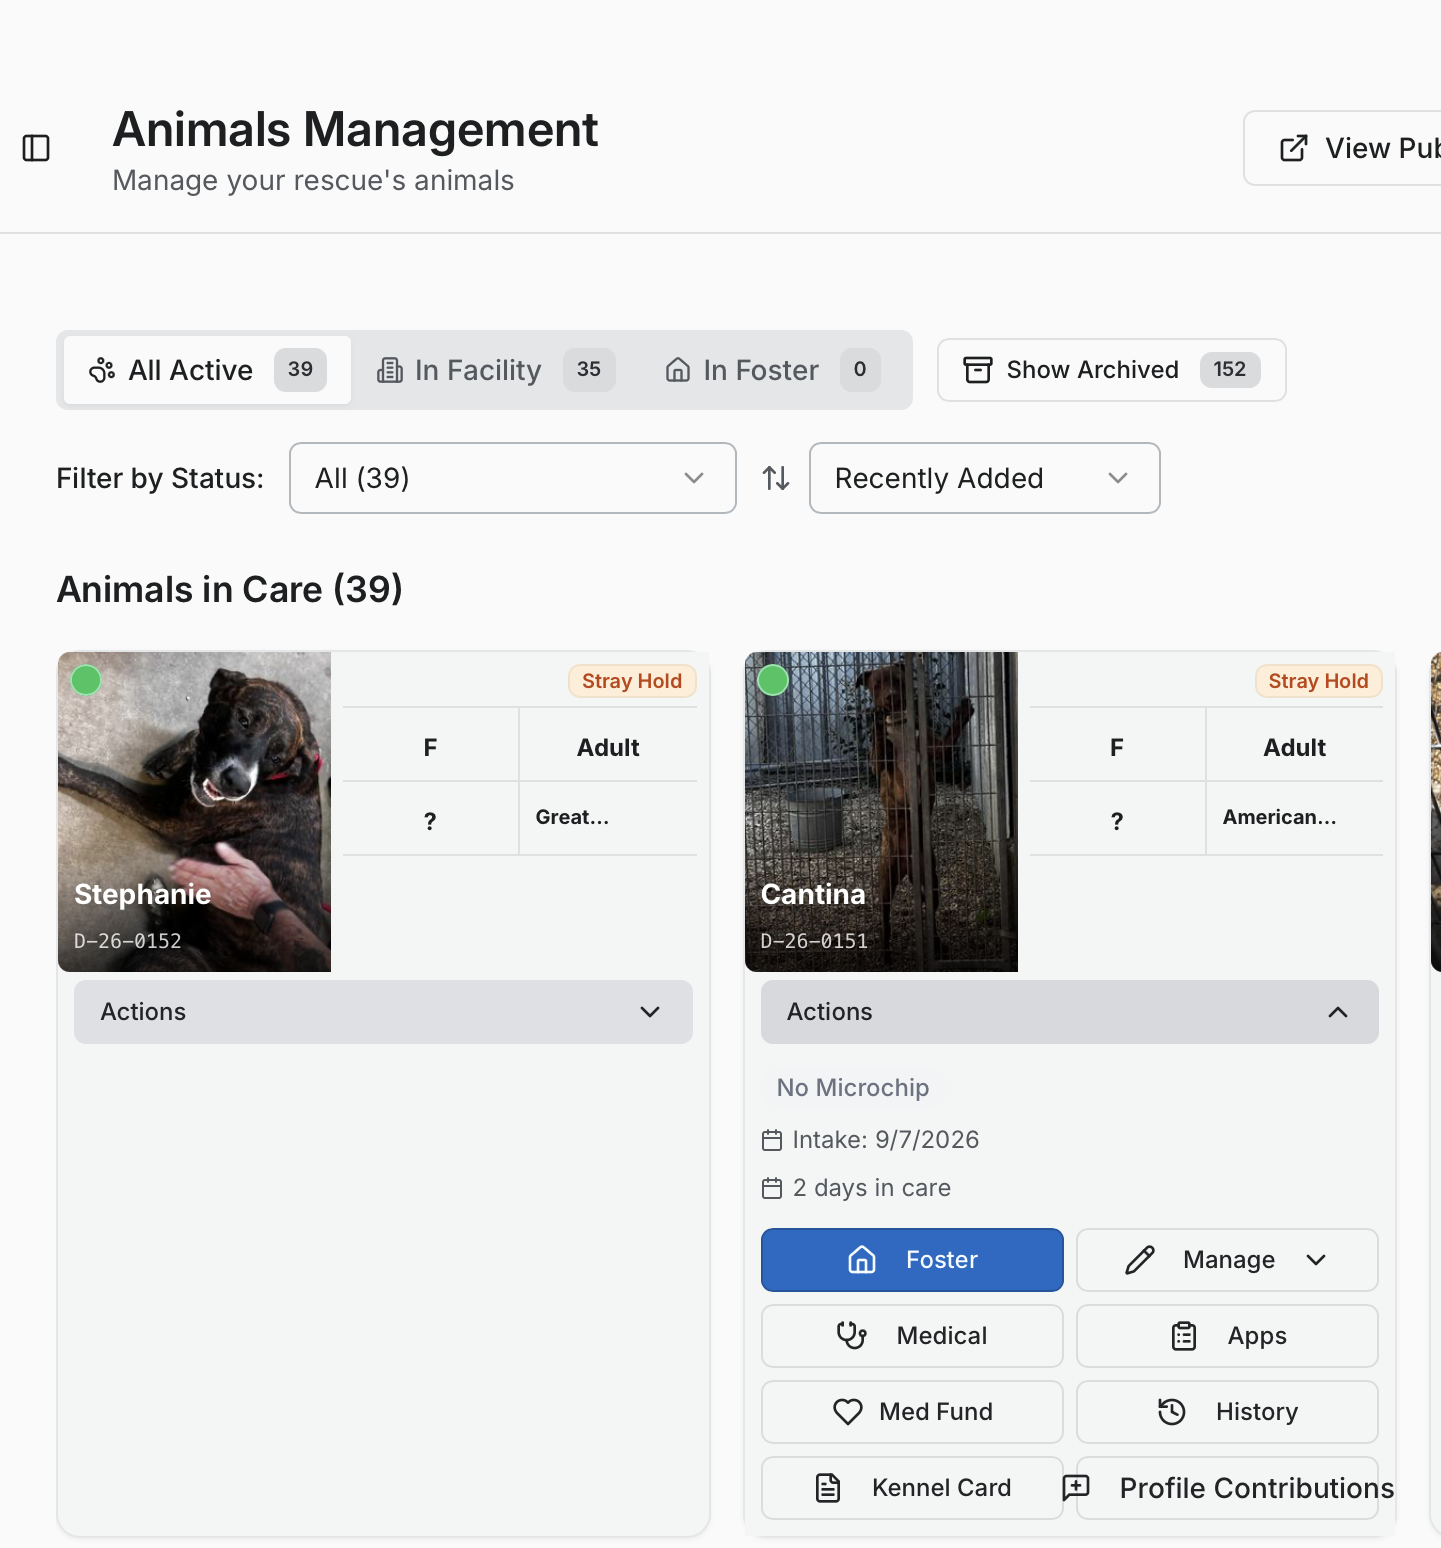 Animals Management
Manage your rescue's animals
View Pub
All Active 39
In Facility 35
In Foster 0
Show Archived 152
Filter by Status:
All (39)
Recently Added
Animals in Care (39)
Stray Hold
F
Adult
?
Great...
Stephanie
D-26-0152
Actions
Stray Hold
F
Adult
?
American...
Cantina
D-26-0151
Actions
No Microchip
Intake: 9/7/2026
2 days in care
Foster
Manage
Medical
Apps
Med Fund
History
Kennel Card
Profile Contributions